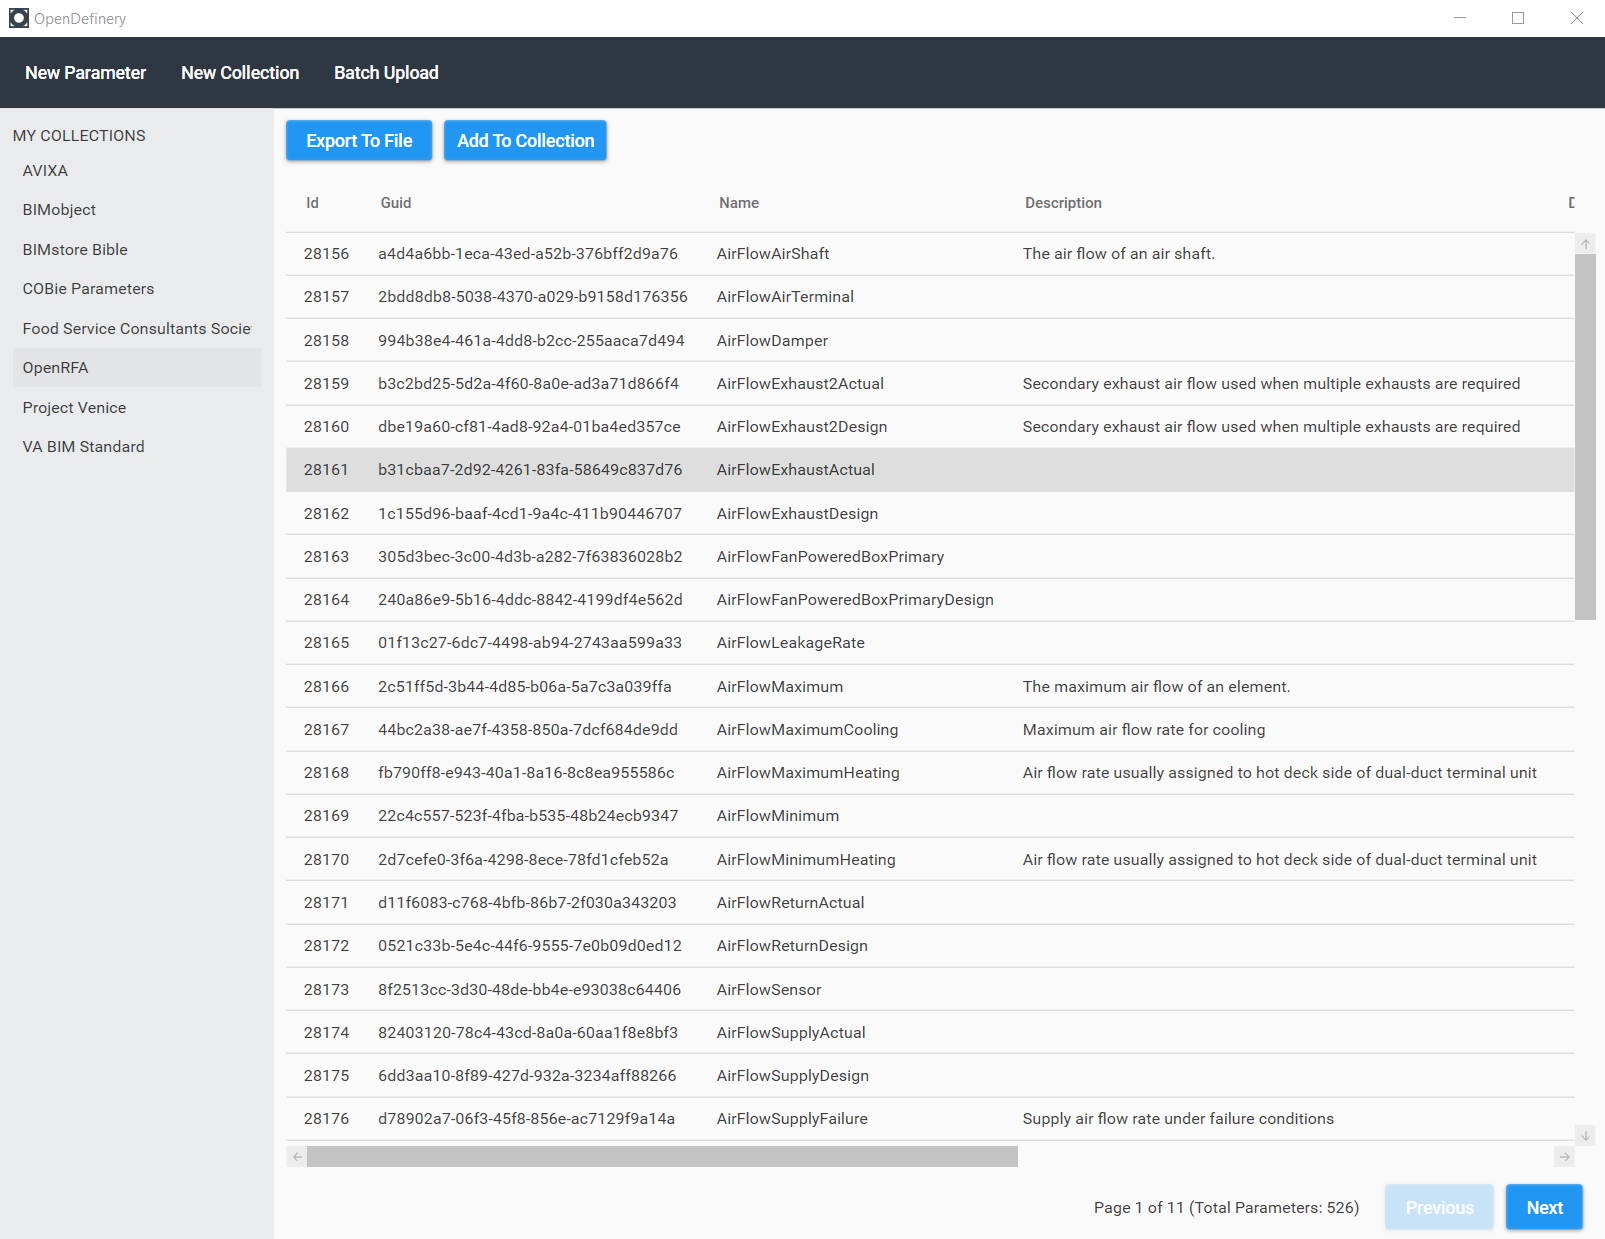 OpenDefinery
New Parameter New Collection Batch Upload
MY COLLECTIONS
AVIXA
BIMobject
BIMstore Bible
COBie Parameters
Food Service Consultants Socie
OpenRFA
Project Venice
VA BIM Standard
Export To File Add To Collection
Id Guid Name Description D
28156 a4d4a6bb-1eca-43ed-a52b-376bff2d9a76 AirFlowAirShaft The air flow of an air shaft.
28157 2bdd8db8-5038-4370-a029-b9158d176356 AirFlowAirTerminal
28158 994b38e4-461a-4dd8-b2cc-255aaca7d494 AirFlowDamper
28159 b3c2bd25-5d2a-4f60-8a0e-ad3a71d866f4 AirFlowExhaust2Actual Secondary exhaust air flow used when multiple exhausts are required
28160 dbe19a60-cf81-4ad8-92a4-01ba4ed357ce AirFlowExhaust2Design Secondary exhaust air flow used when multiple exhausts are required
28161 b31cbaa7-2d92-4261-83fa-58649c837d76 AirFlowExhaustActual
28162 1c155d96-baaf-4cd1-9a4c-411b90446707 AirFlowExhaustDesign
28163 305d3bec-3c00-4d3b-a282-7f63836028b2 AirFlowFanPoweredBoxPrimary
28164 240a86e9-5b16-4ddc-8842-4199df4e562d AirFlowFanPoweredBoxPrimaryDesign
28165 01f13c27-6dc7-4498-ab94-2743aa599a33 AirFlowLeakageRate
28166 2c51ff5d-3b44-4d85-b06a-5a7c3a039ffa AirFlowMaximum The maximum air flow of an element.
28167 44bc2a38-ae7f-4358-850a-7dcf684de9dd AirFlowMaximumCooling Maximum air flow rate for cooling
28168 fb790ff8-e943-40a1-8a16-8c8ea955586c AirFlowMaximumHeating Air flow rate usually assigned to hot deck side of dual-duct terminal unit
28169 22c4c557-523f-4fba-b535-48b24ecb9347 AirFlowMinimum
28170 2d7cefe0-3f6a-4298-8ece-78fd1cfeb52a AirFlowMinimumHeating Air flow rate usually assigned to hot deck side of dual-duct terminal unit
28171 d11f6083-c768-4bfb-86b7-2f030a343203 AirFlowReturnActual
28172 0521c33b-5e4c-44f6-9555-7e0b09d0ed12 AirFlowReturnDesign
28173 8f2513cc-3d30-48de-bb4e-e93038c64406 AirFlowSensor
28174 82403120-78c4-43cd-8a0a-60aa1f8e8bf3 AirFlowSupplyActual
28175 6dd3aa10-8f89-427d-932a-3234aff88266 AirFlowSupplyDesign
28176 d78902a7-06f3-45f8-856e-ac7129f9a14a AirFlowSupplyFailure Supply air flow rate under failure conditions
Page 1 of 11 (Total Parameters: 526) Previous Next